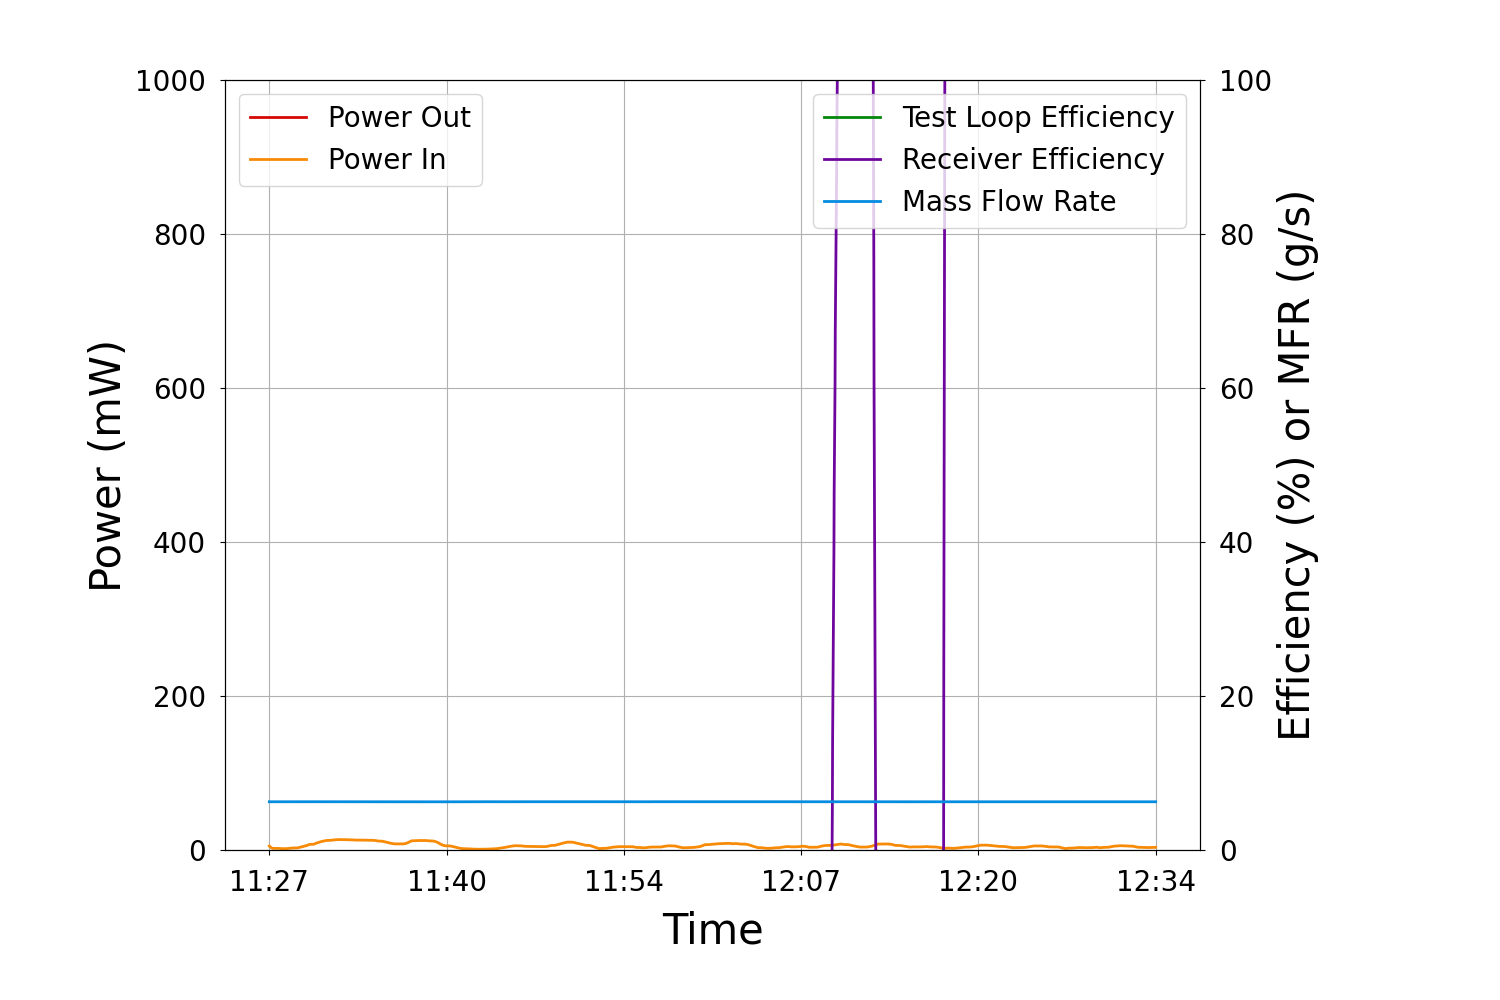 1000
800
600
400
200
0
Power (mW)
Power Out
Power In
Test Loop Efficiency
Receiver Efficiency
Mass Flow Rate
100
80
60
40
20
0
Efficiency (%) or MFR (g/s)
11:27 11:40 11:54 12:07 12:20 12:34
Time